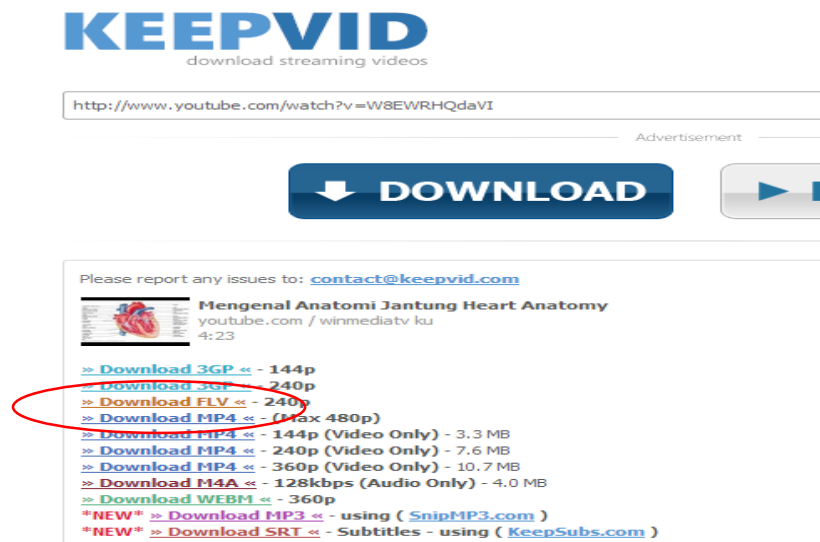 KEEPVID
download streaming videos
http://www.youtube.com/watch?v=W8EWRHQdaVI
Advertisement
DOWNLOAD
Please report any issues to: contact@keepvid.com
Mengenal Anatomi Jantung Heart Anatomy
youtube.com / winmediatv ku
4:23
» Download 3GP « - 144p
» Download 3GP « - 240p
» Download FLV « - 240p
» Download MP4 « - (Max 480p)
» Download MP4 « - 144p (Video Only) - 3.3 MB
» Download MP4 « - 240p (Video Only) - 7.6 MB
» Download MP4 « - 360p (Video Only) - 10.7 MB
» Download M4A « - 128kbps (Audio Only) - 4.0 MB
» Download WEBM « - 360p
*NEW* » Download MP3 « - using ( SnipMP3.com )
*NEW* » Download SRT « - Subtitles - using ( KeepSubs.com )